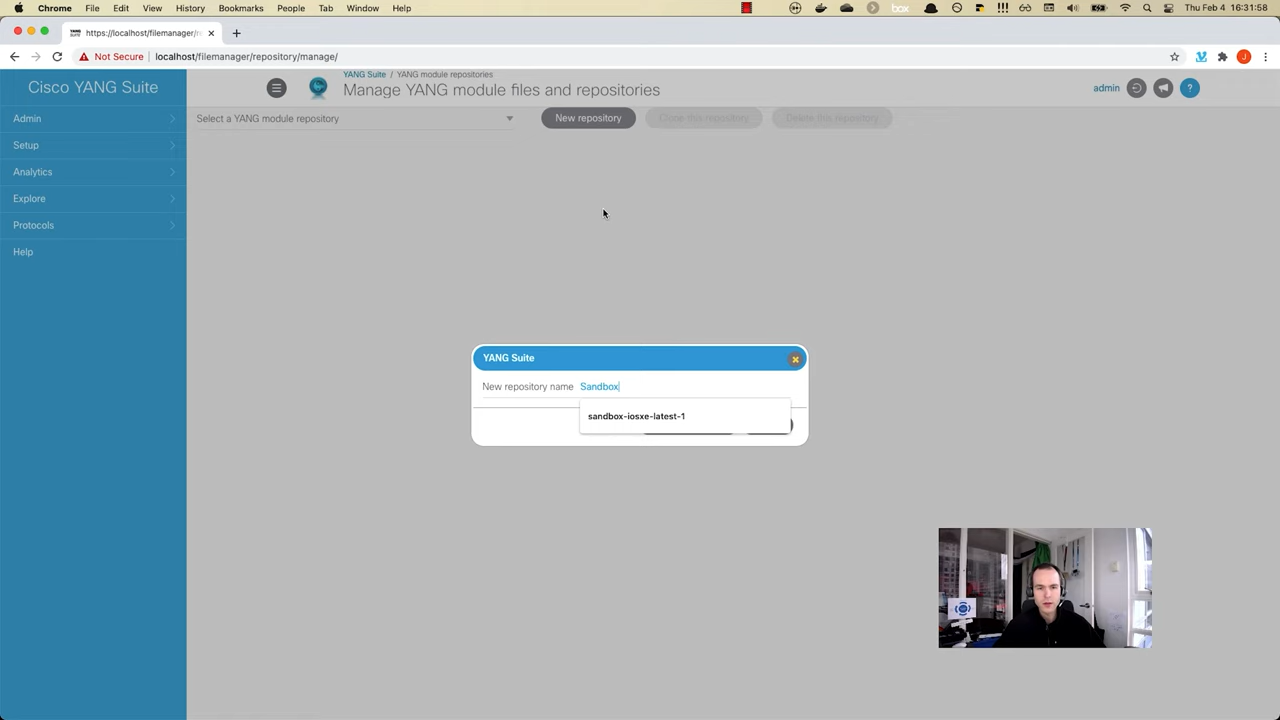 Chrome File Edit View History Bookmarks People Tab Window Help
box
Thu Feb 4 16:31:58
https://localhost/filemanager/re
Not Secure localhost/filemanager/repository/manage/
J
Cisco YANG Suite
YANG Suite / YANG module repositories
Manage YANG module files and repositories
admin
?
Admin
Select a YANG module repository
New repository
Clone this repository
Delete this repository
Setup
Analytics
Explore
Protocols
Help
YANG Suite
New repository name Sandbox
sandbox-iosxe-latest-1